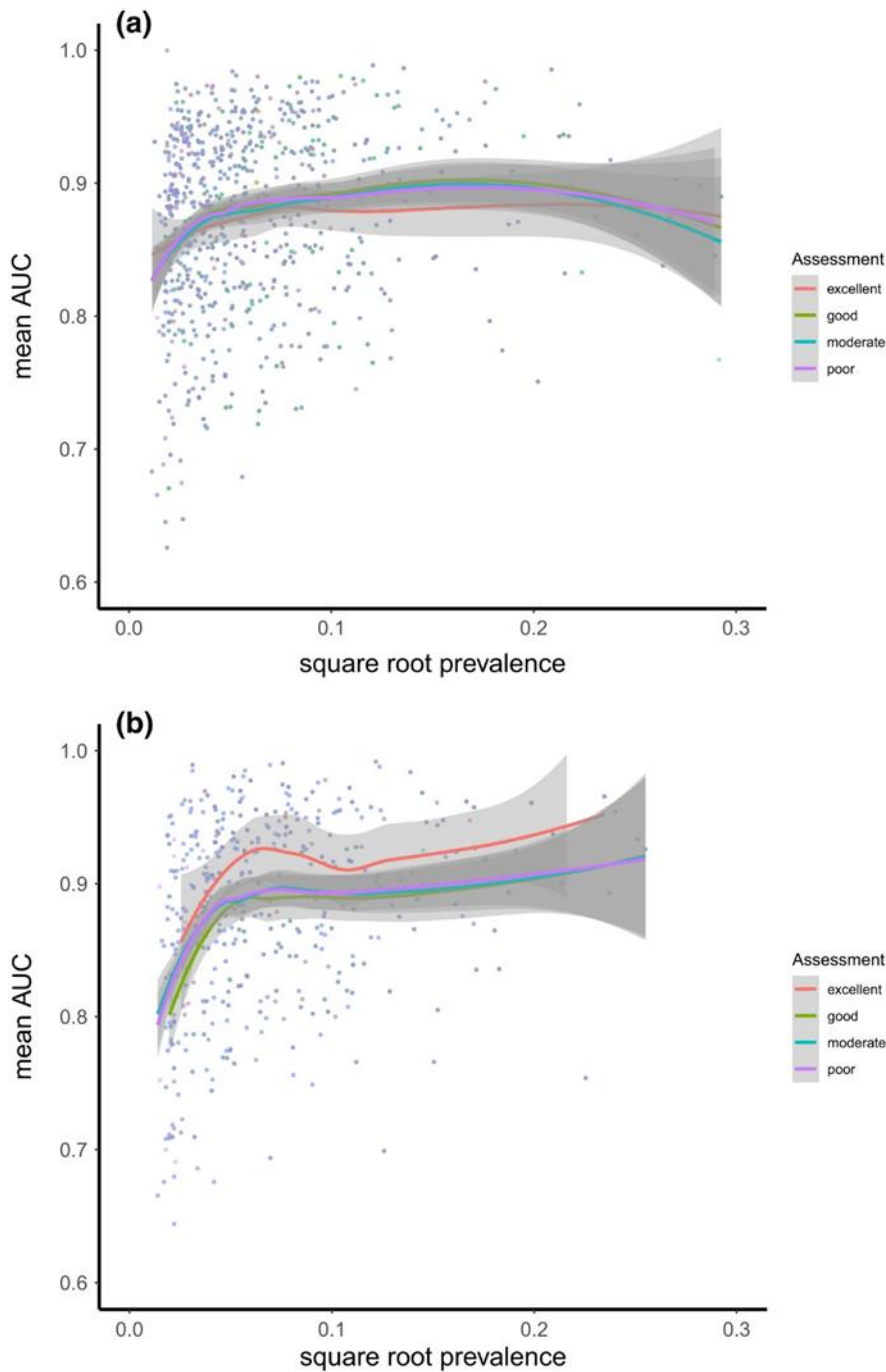 (a)
1.0
0.9
0.8
0.7
0.6
mean AUC
0.0 0.1 0.2 0.3
square root prevalence
Assessment
excellent
good
moderate
poor
(b)
1.0
0.9
0.8
0.7
0.6
mean AUC
0.0 0.1 0.2 0.3
square root prevalence
Assessment
excellent
good
moderate
poor